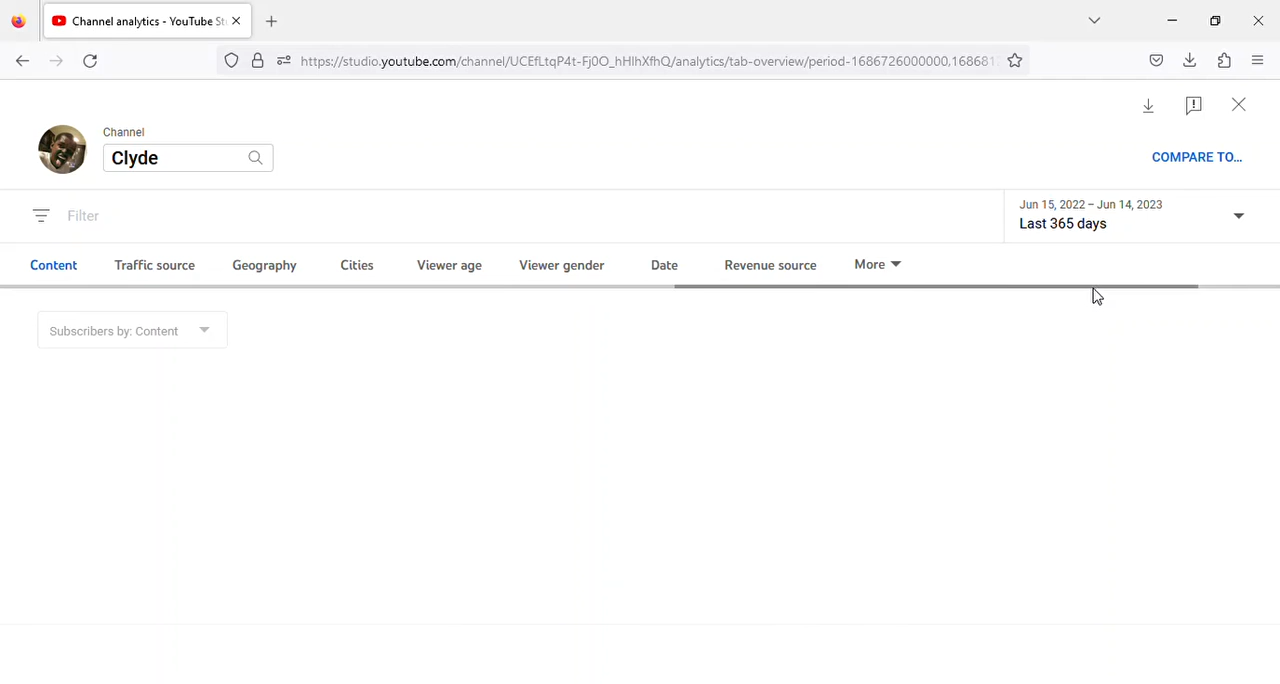 Channel analytics - YouTube St
https://studio.youtube.com/channel/UCEfLtqP4t-Fj0O_hHlhXfhQ/analytics/tab-overview/period-1686726000000,168681
Channel
Clyde
COMPARE TO...
Filter
Jun 15, 2022 – Jun 14, 2023
Last 365 days
Content Traffic source Geography Cities Viewer age Viewer gender Date Revenue source More
Subscribers by: Content